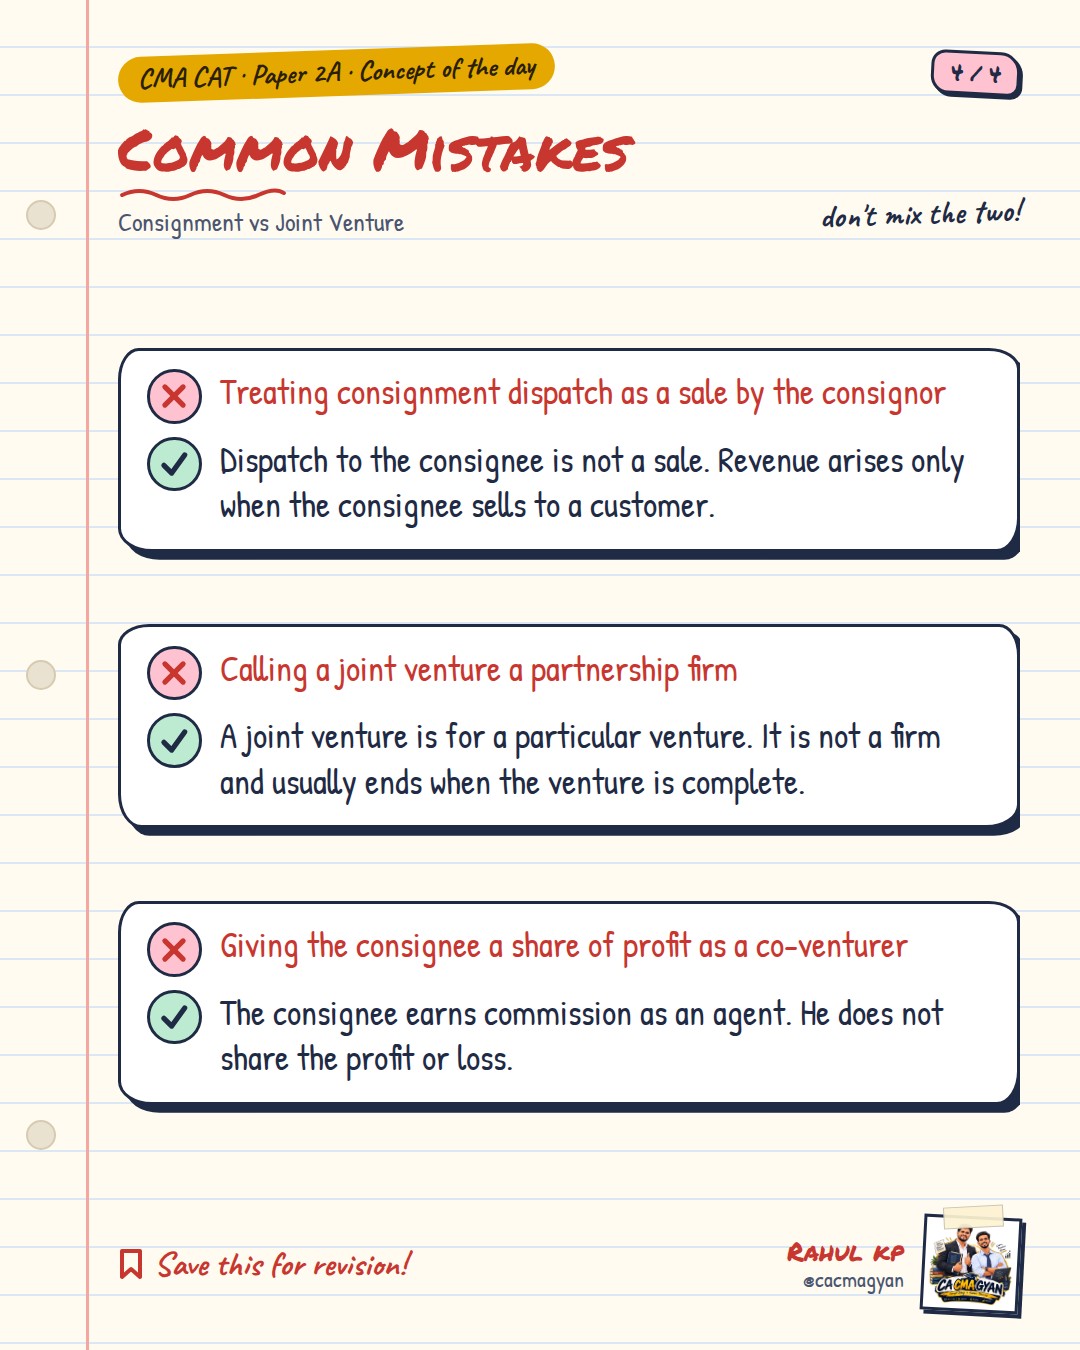 CMA CAT · Paper 2A · Concept of the day
4 / 4
Common Mistakes
Consignment vs Joint Venture
don't mix the two!
Treating consignment dispatch as a sale by the consignor
Dispatch to the consignee is not a sale. Revenue arises only
when the consignee sells to a customer.
Calling a joint venture a partnership firm
A joint venture is for a particular venture. It is not a firm
and usually ends when the venture is complete.
Giving the consignee a share of profit as a co-venturer
The consignee earns commission as an agent. He does not
share the profit or loss.
Save this for revision!
Rahul KP
@cacmagyan
CA CMA GYAN